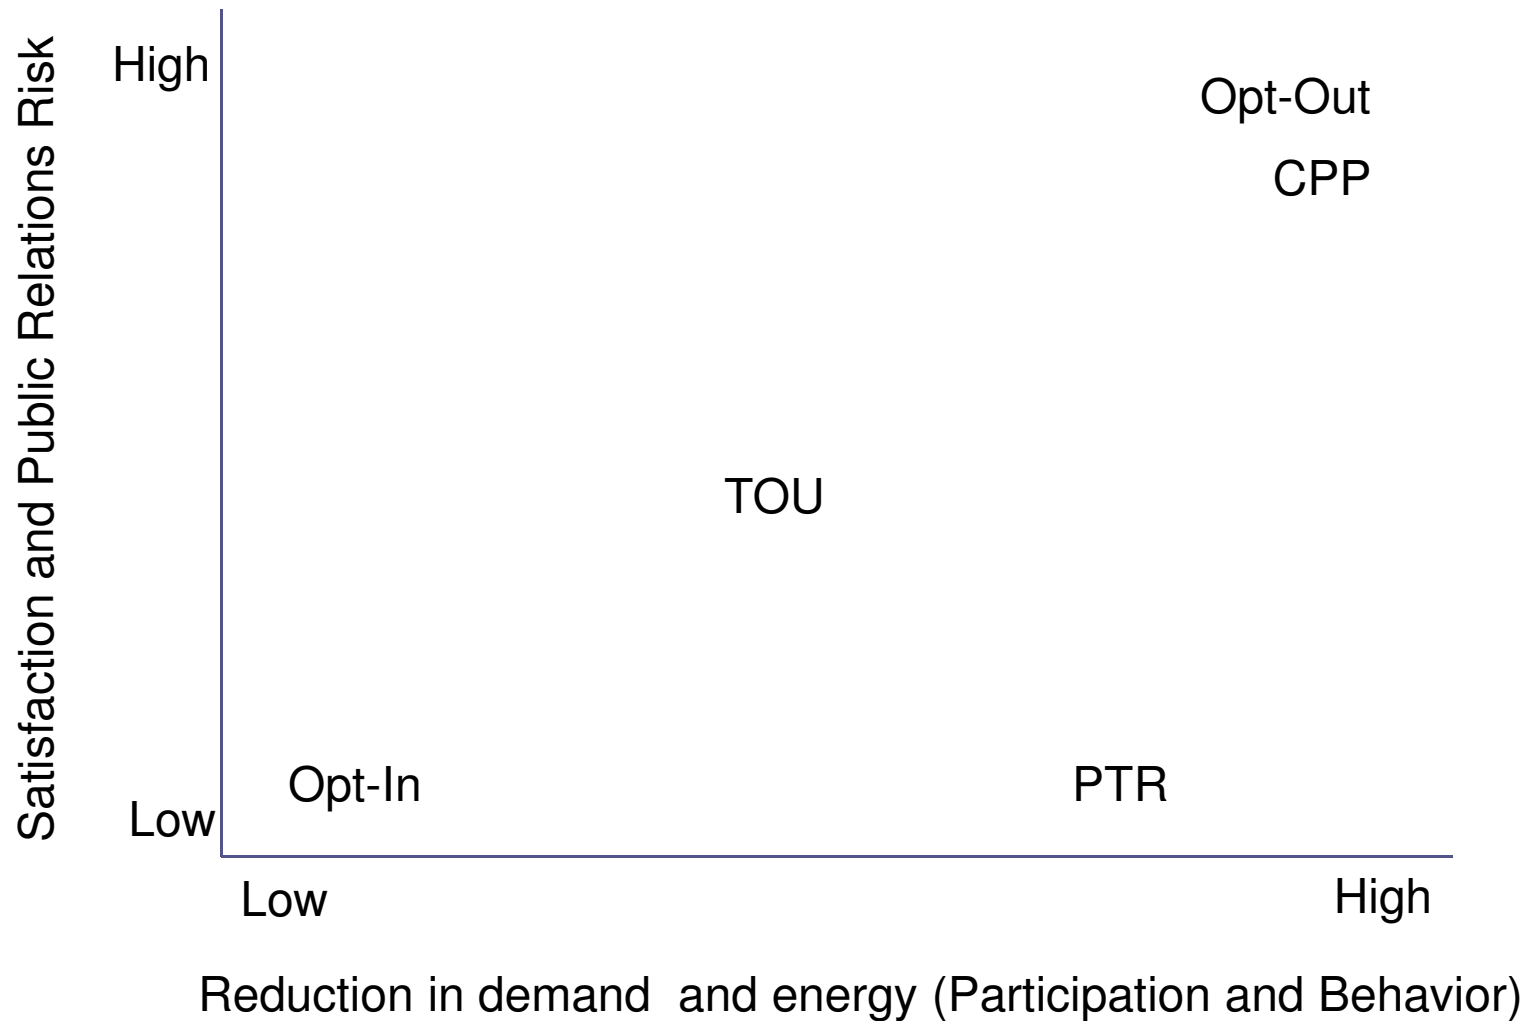 Satisfaction and Public Relations Risk
High
Opt-Out
CPP
TOU
Opt-In
PTR
Low
Low
High
Reduction in demand and energy (Participation and Behavior)